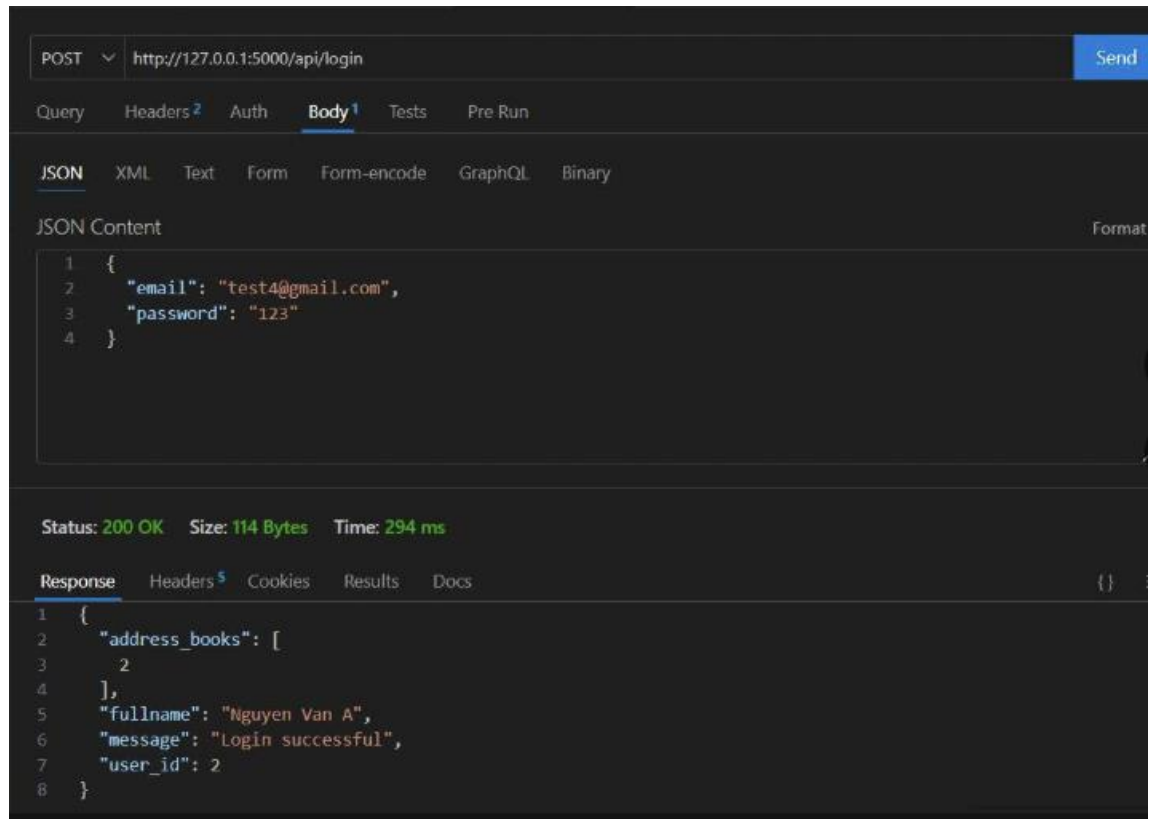 POST http://127.0.0.1:5000/api/login Send
Query Headers 2 Auth Body 1 Tests Pre Run
JSON XML Text Form Form-encode GraphQL Binary
JSON Content Format
1 {
2 "email": "test4@gmail.com",
3 "password": "123"
4 }
Status: 200 OK Size: 114 Bytes Time: 294 ms
Response Headers 5 Cookies Results Docs {}
1 {
2 "address_books": [
3 2
4 ],
5 "fullname": "Nguyen Van A",
6 "message": "Login successful",
7 "user_id": 2
8 }